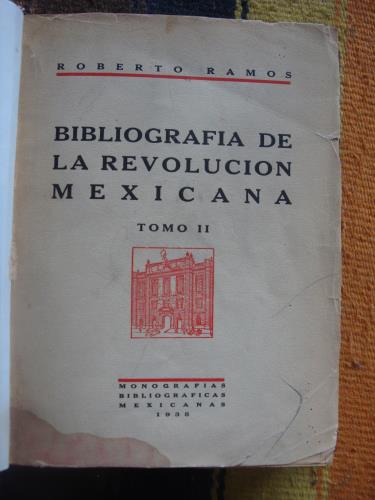 ROBERTO RAMOS
BIBLIOGRAFIA DE
LA REVOLUCION
MEXICANA
TOMO II
MONOGRAFIAS
BIBLIOGRAFICAS
MEXICANAS
1935